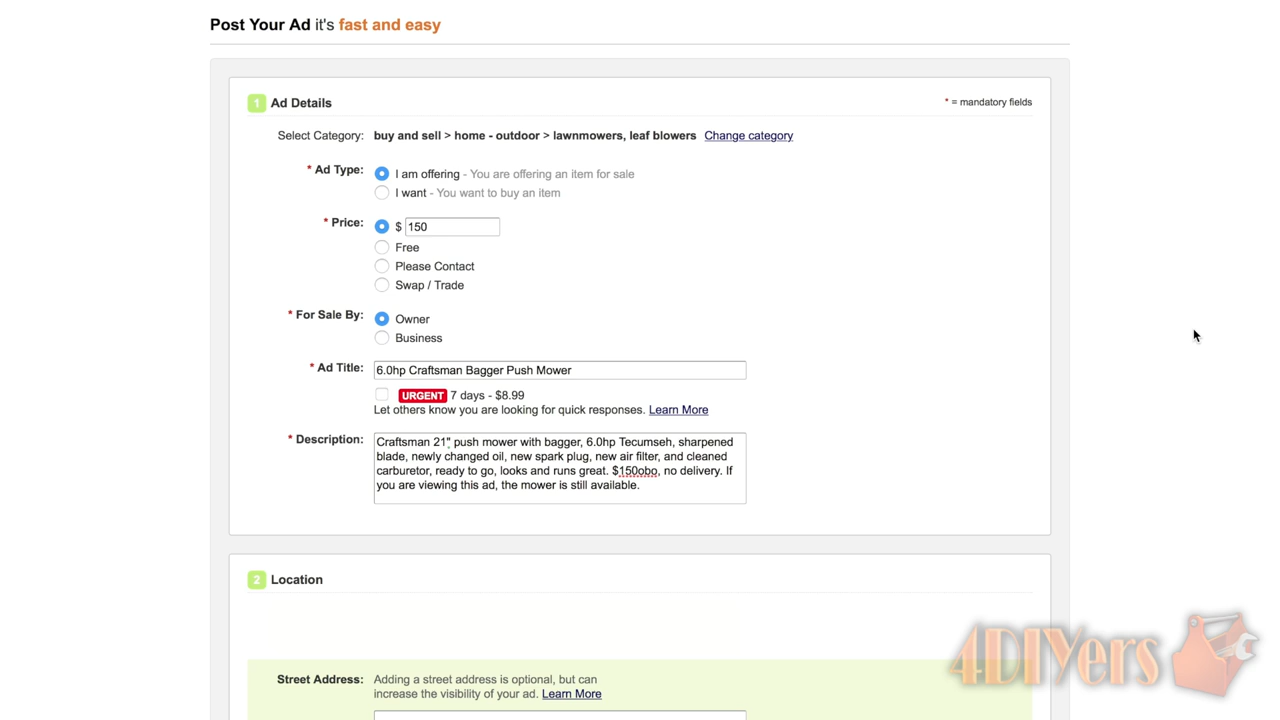 Post Your Ad it's fast and easy
1 Ad Details
* = mandatory fields
Select Category: buy and sell > home - outdoor > lawnmowers, leaf blowers Change category
* Ad Type: I am offering - You are offering an item for sale
I want - You want to buy an item
* Price: $ 150
Free
Please Contact
Swap / Trade
* For Sale By: Owner
Business
* Ad Title: 6.0hp Craftsman Bagger Push Mower
URGENT 7 days - $8.99
Let others know you are looking for quick responses. Learn More
* Description: Craftsman 21" push mower with bagger, 6.0hp Tecumseh, sharpened
blade, newly changed oil, new spark plug, new air filter, and cleaned
carburetor, ready to go, looks and runs great. $150obo, no delivery. If
you are viewing this ad, the mower is still available.
2 Location
Street Address: Adding a street address is optional, but can
increase the visibility of your ad. Learn More
4DIYers